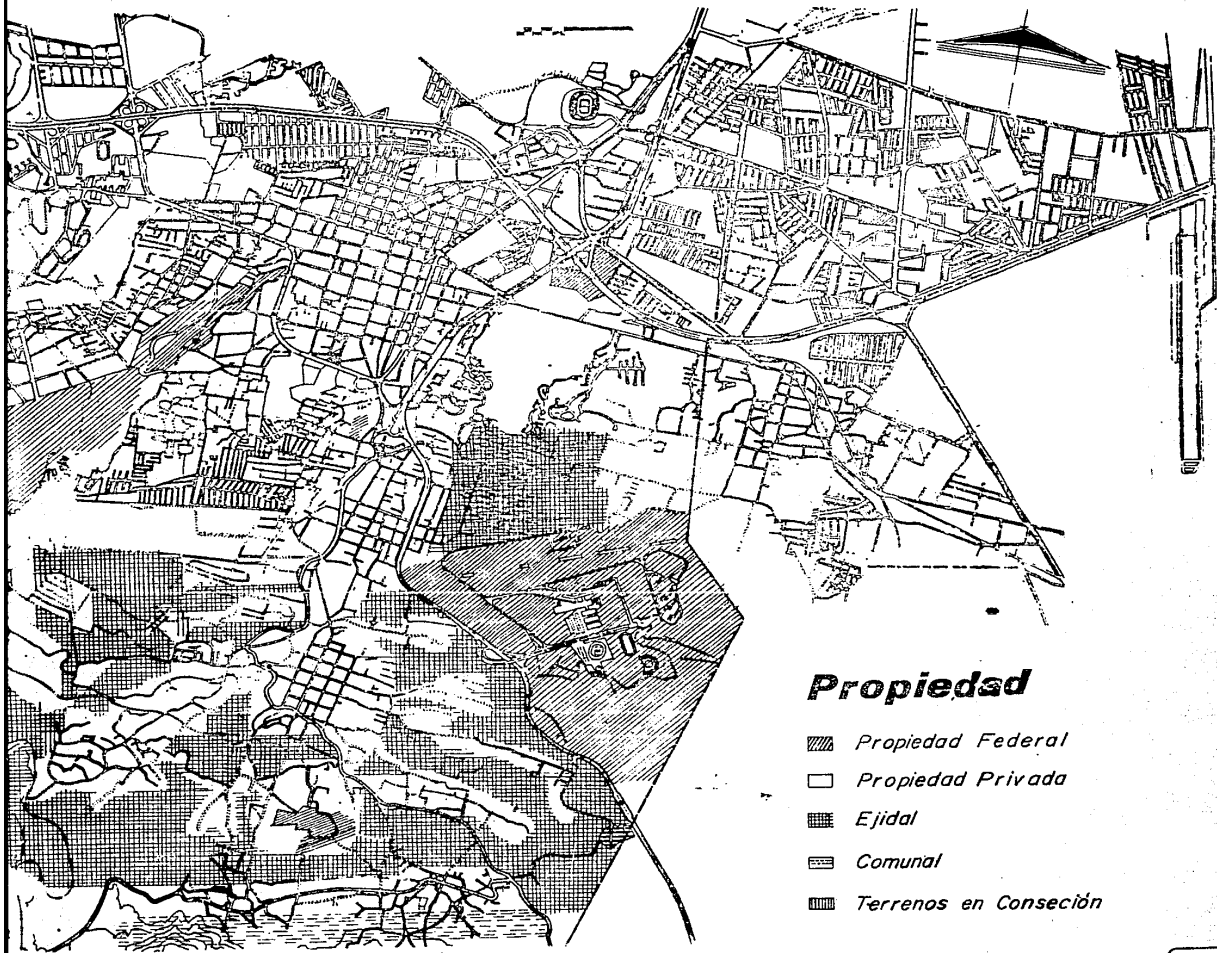 Propiedad
Propiedad Federal
Propiedad Privada
Ejidal
Comunal
Terrenos en Conseción